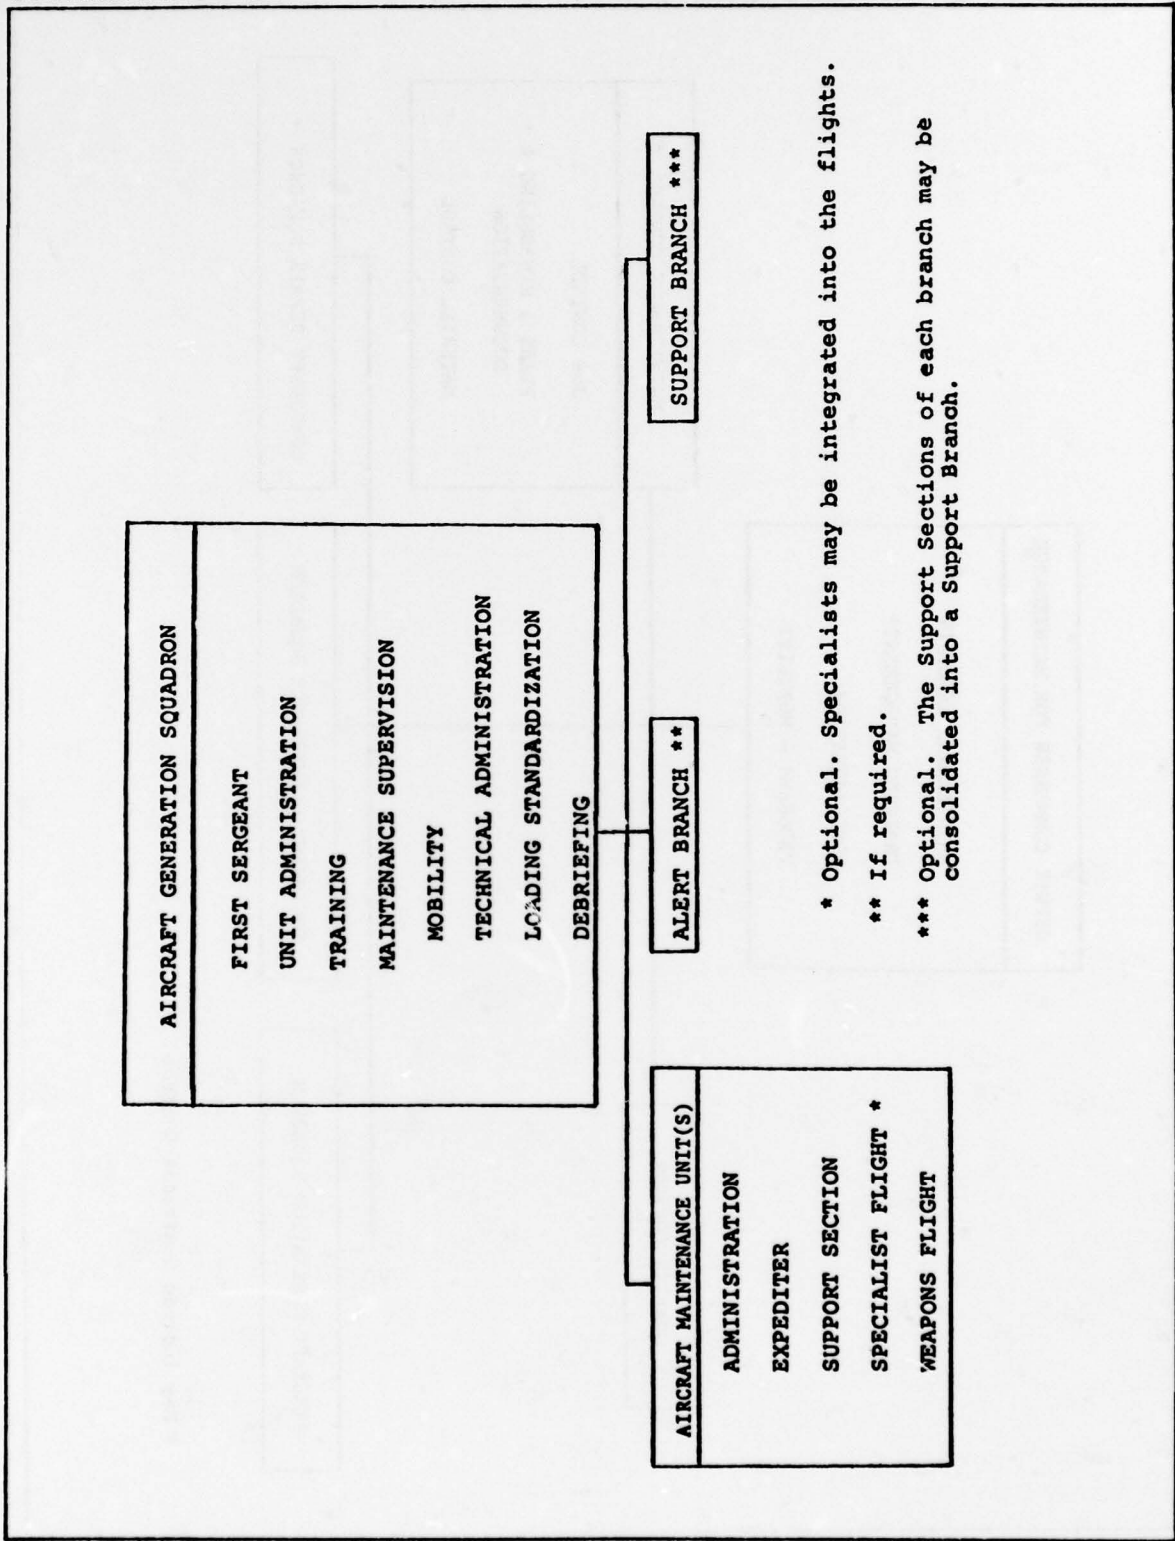 AIRCRAFT GENERATION SQUADRON
FIRST SERGEANT
UNIT ADMINISTRATION
TRAINING
MAINTENANCE SUPERVISION
MOBILITY
TECHNICAL ADMINISTRATION
LOADING STANDARDIZATION
DEBRIEFING
AIRCRAFT MAINTENANCE UNIT(S)
ADMINISTRATION
EXPEDITER
SUPPORT SECTION
SPECIALIST FLIGHT *
WEAPONS FLIGHT
ALERT BRANCH **
SUPPORT BRANCH ***
* Optional. Specialists may be integrated into the flights.
** If required.
*** Optional. The Support Sections of each branch may be
consolidated into a Support Branch.